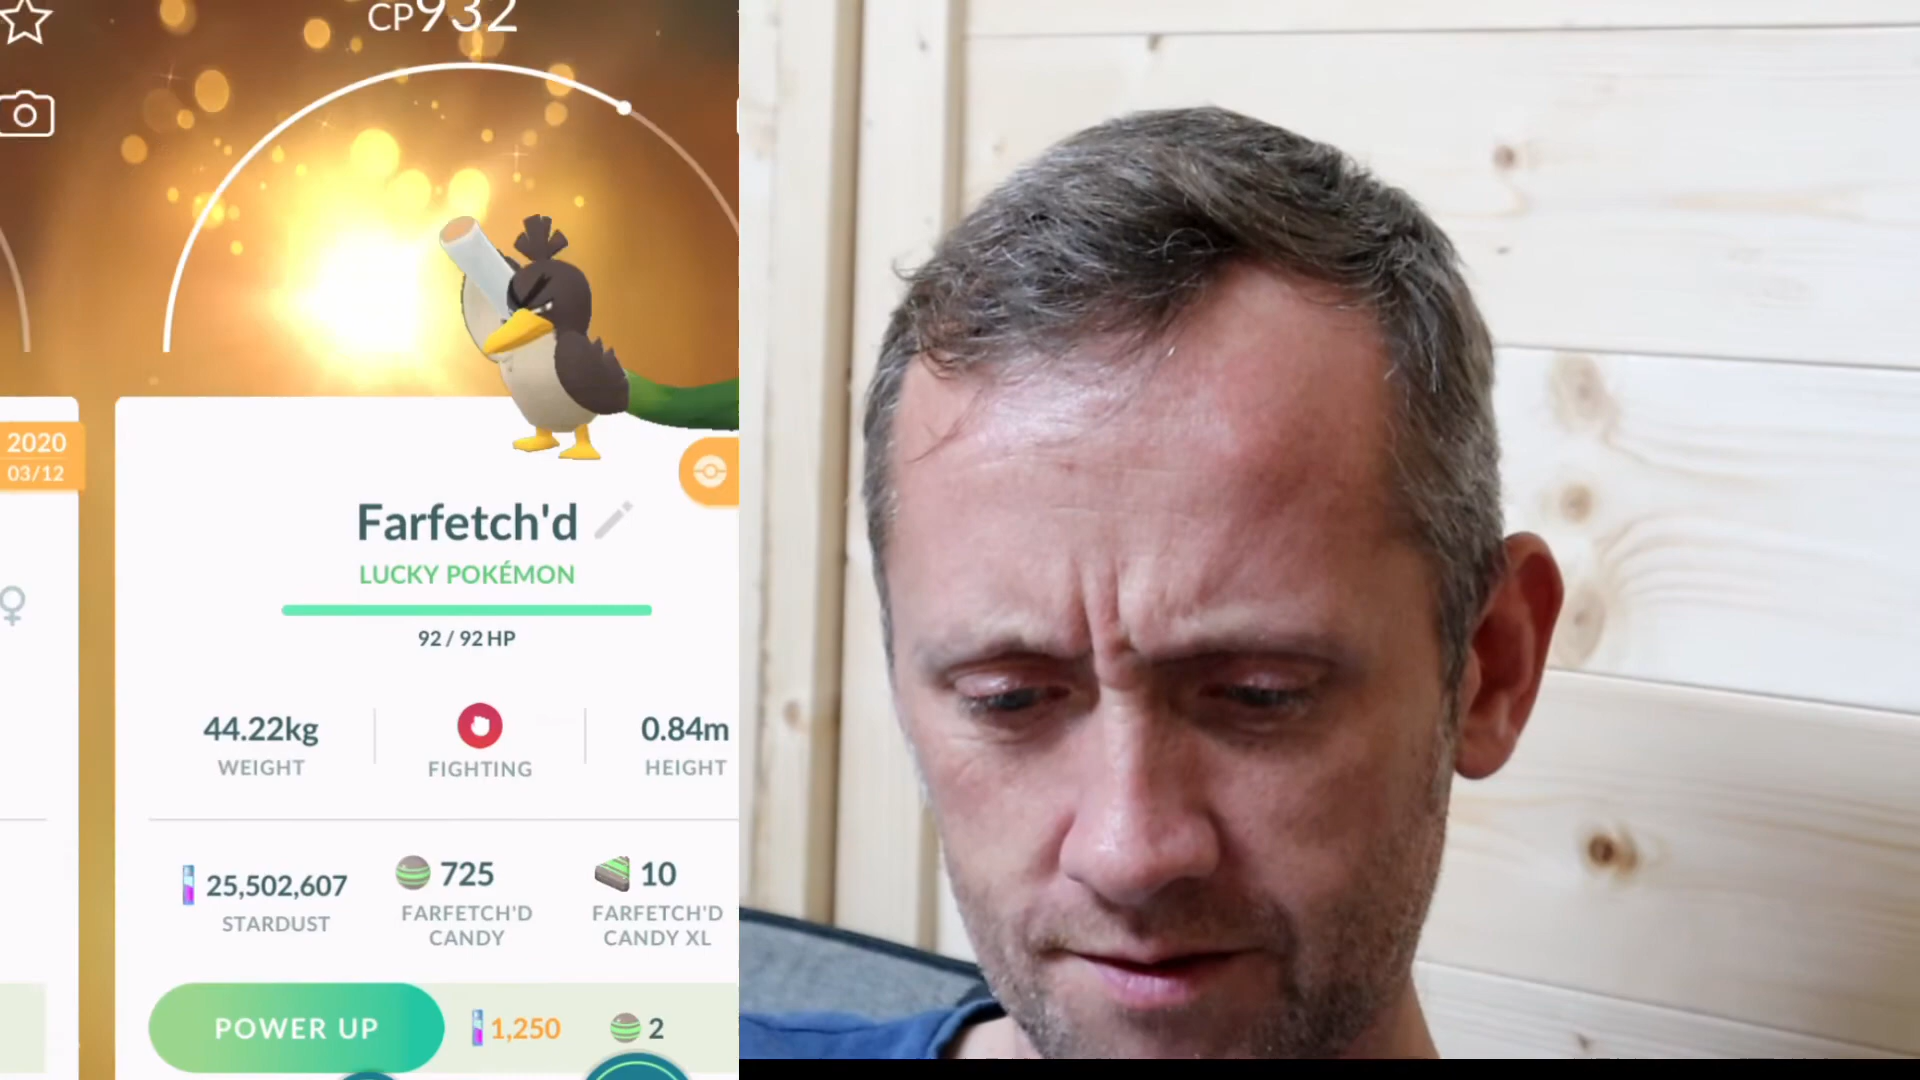 CP932
2020
03/12
Farfetch'd
LUCKY POKÉMON
92 / 92 HP
44.22kg
WEIGHT
FIGHTING
0.84m
HEIGHT
25,502,607
STARDUST
725
FARFETCH'D
CANDY
10
FARFETCH'D
CANDY XL
POWER UP
1,250
2